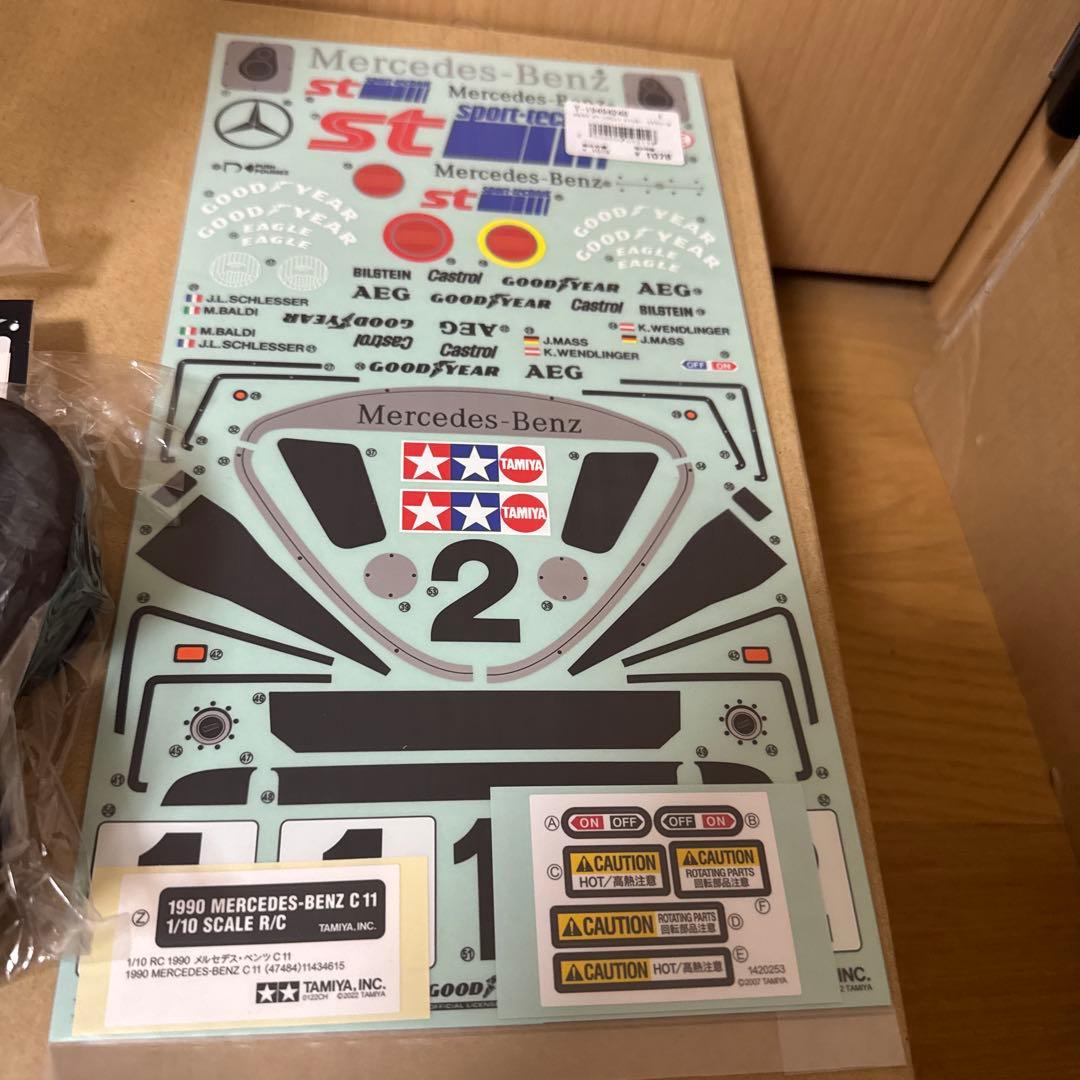 Mercedes-Benz
st
Mercedes-Benz
st sport-tec
PUSH
POUSSEZ
Mercedes-Benz
st
GOODYEAR
GOODYEAR
EAGLE
EAGLE
GOODYEAR
GOODYEAR
EAGLE
EAGLE
BILSTEIN Castrol GOODYEAR AEG
AEG GOODYEAR Castrol BILSTEIN
J.L.SCHLESSER
M.BALDI
GOODYEAR
AEG
K.WENDLINGER
J.MASS
M.BALDI
J.L.SCHLESSER
Castrol
Castrol
J.MASS
K.WENDLINGER
GOODYEAR AEG
OFF ON
Mercedes-Benz
TAMIYA
TAMIYA
2
1
Z
1990 MERCEDES-BENZ C 11
1/10 SCALE R/C TAMIYA, INC.
1/10 RC 1990 メルセデス・ベンツ C 11
1990 MERCEDES-BENZ C 11 (47484) 11434615
TAMIYA, INC.
0122CH ©2022 TAMIYA
A ON OFF OFF ON B
C CAUTION
HOT/高熱注意
CAUTION
ROTATING PARTS
回転部品注意
F
CAUTION ROTATING PARTS
回転部品注意 D
CAUTION HOT/高熱注意 E
1420253
©2007 TAMIYA